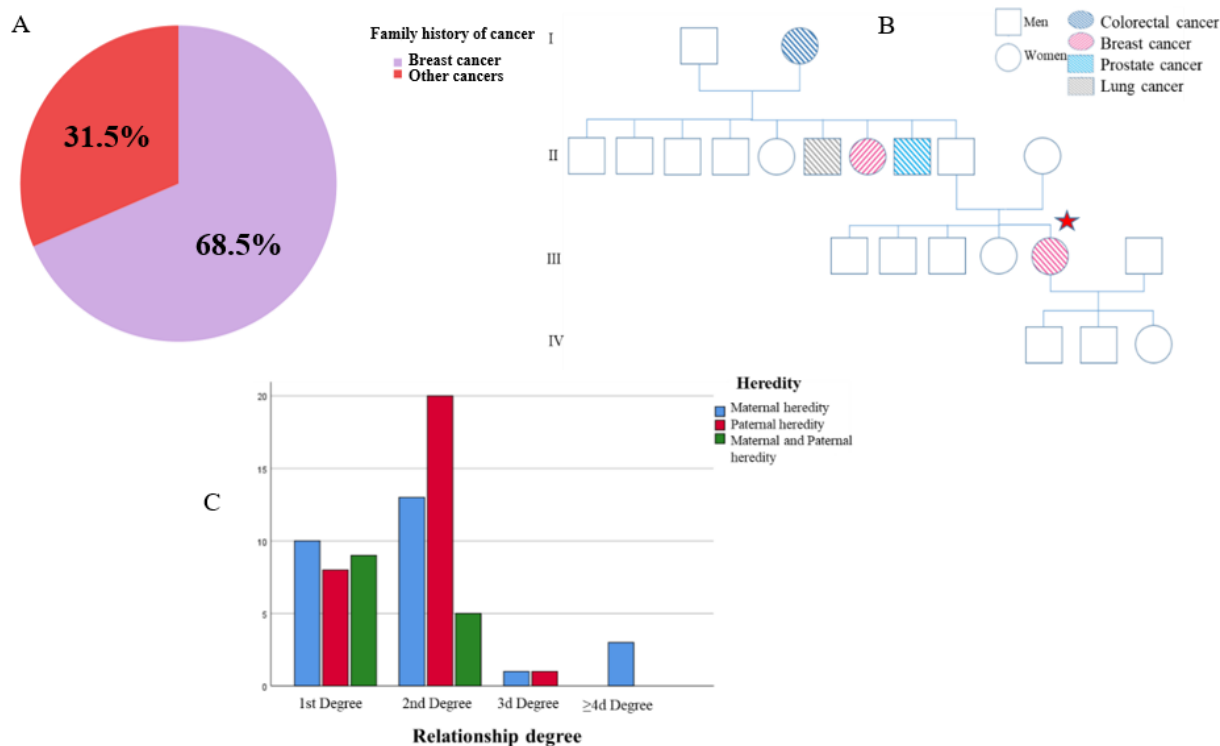 A
Family history of cancer
Breast cancer
Other cancers
31.5%
68.5%
B
Men
Women
Colorectal cancer
Breast cancer
Prostate cancer
Lung cancer
I
II
III
IV
C
Heredity
Maternal heredity
Paternal heredity
Maternal and Paternal
heredity
20
15
10
5
0
1st Degree 2nd Degree 3d Degree ≥4d Degree
Relationship degree